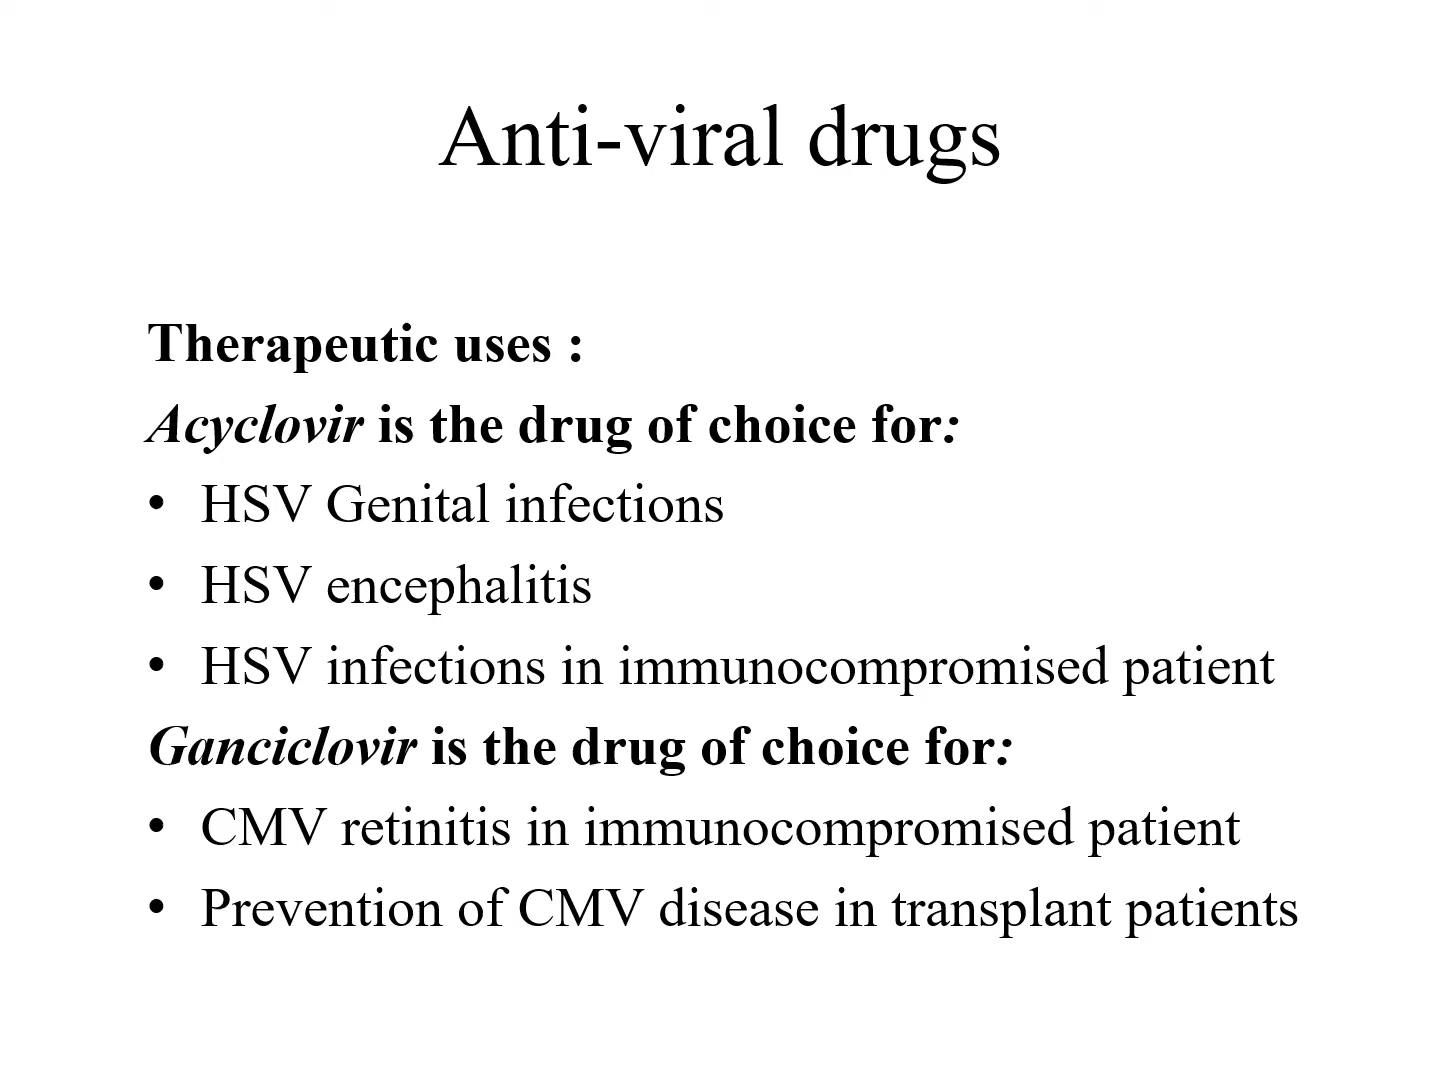 Anti-viral drugs
Therapeutic uses :
Acyclovir is the drug of choice for:
• HSV Genital infections
• HSV encephalitis
• HSV infections in immunocompromised patient
Ganciclovir is the drug of choice for:
• CMV retinitis in immunocompromised patient
• Prevention of CMV disease in transplant patients